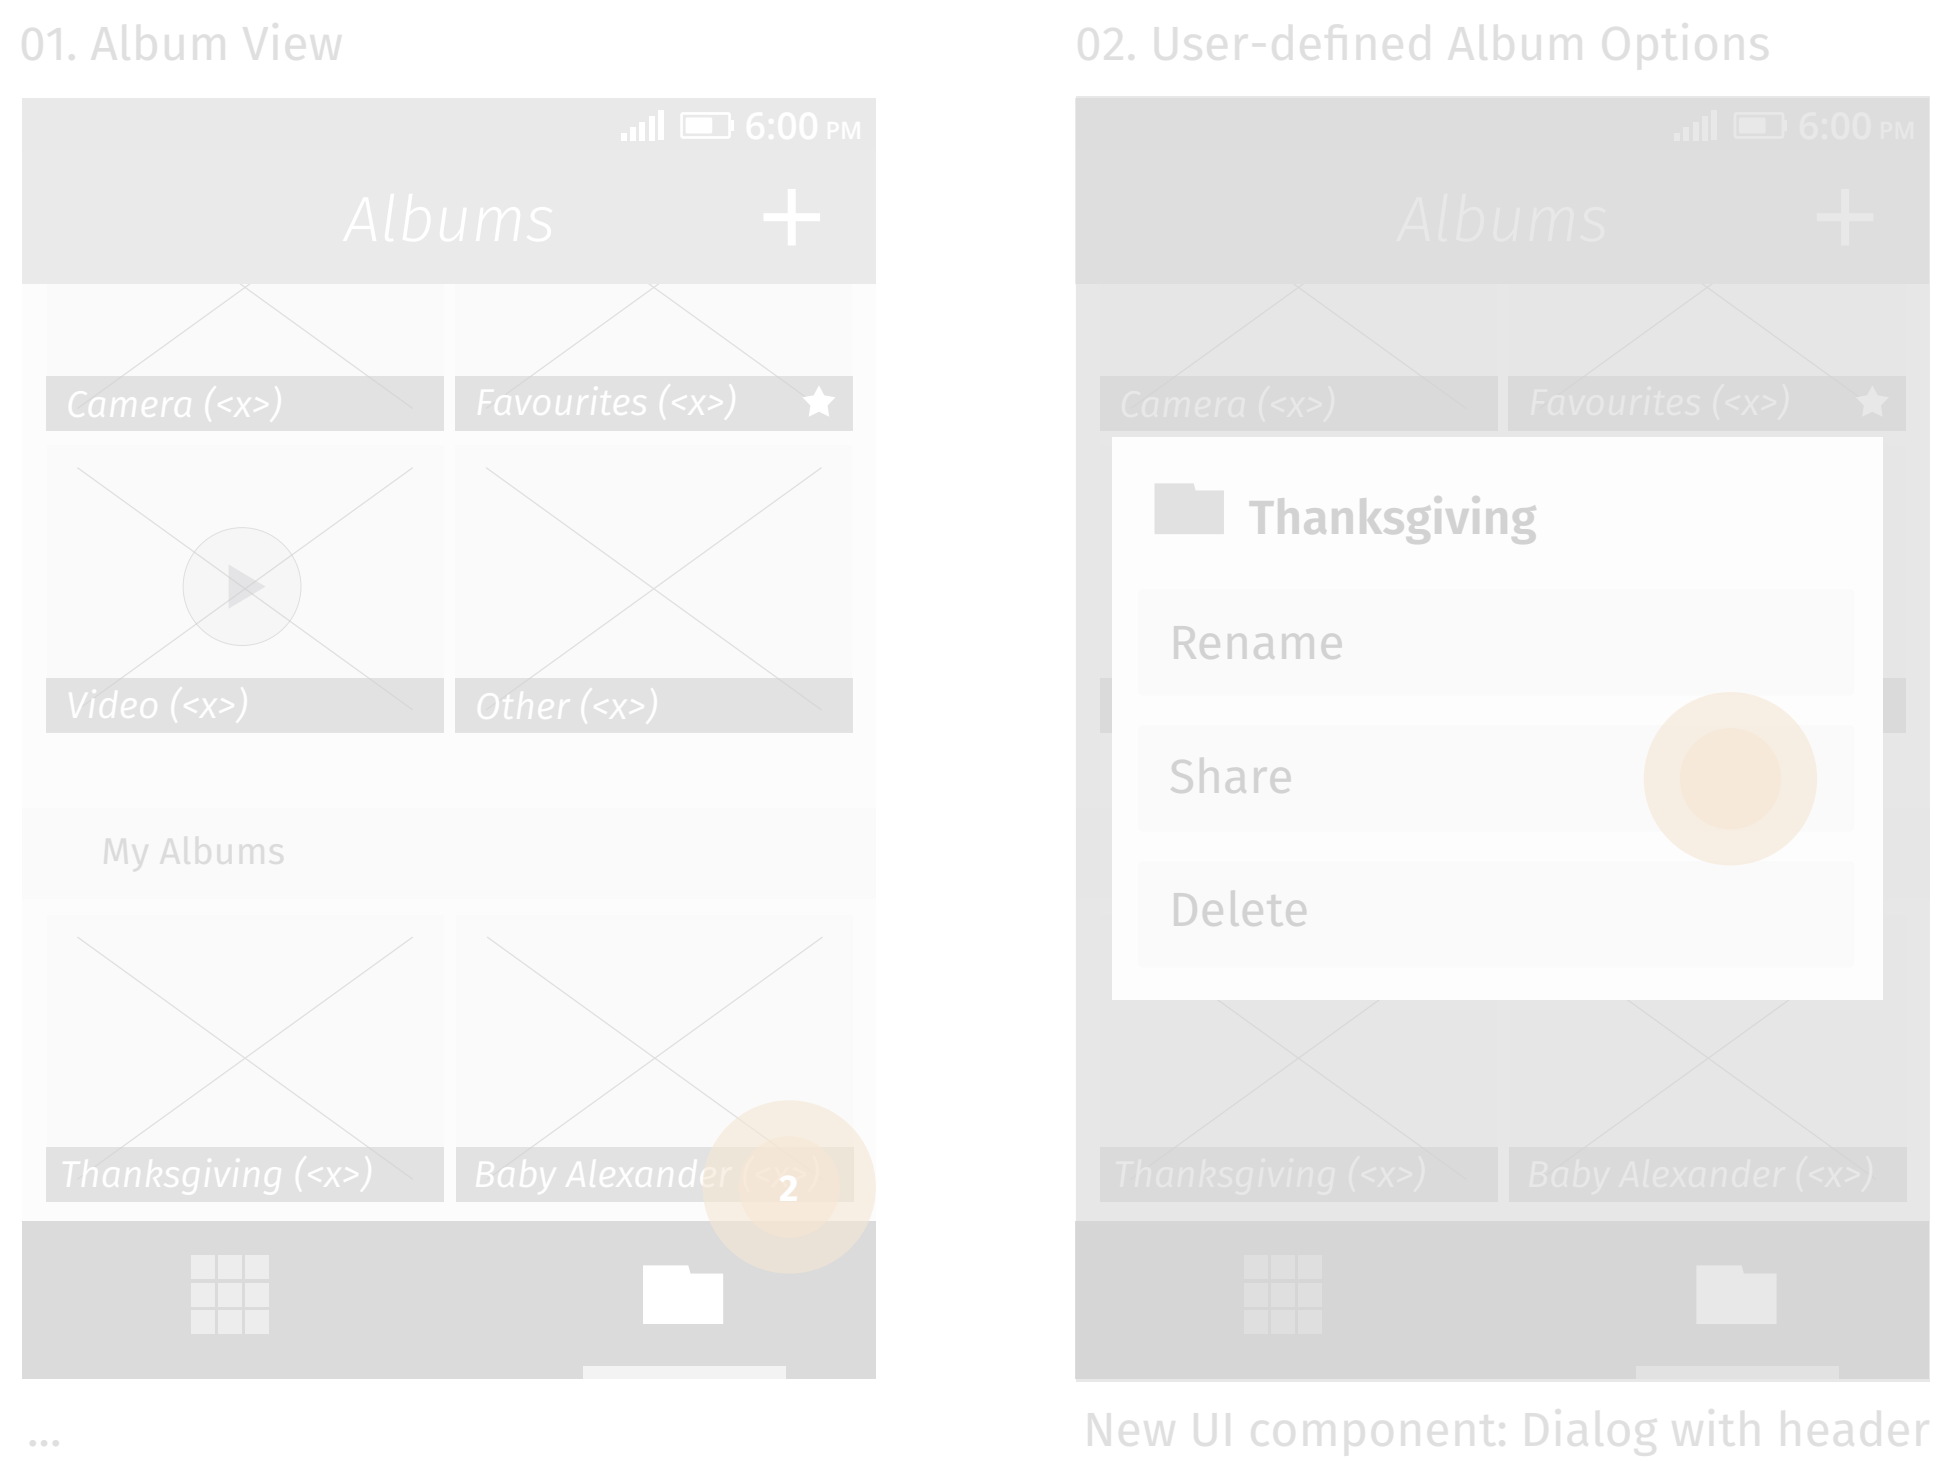 01. Album View
6:00 PM
Albums
Camera (<x>)
Favourites (<x>)
Video (<x>)
Other (<x>)
My Albums
Thanksgiving (<x>)
Baby Alexander (<x>)
2
...
02. User-defined Album Options
6:00 PM
Albums
Camera (<x>)
Favourites (<x>)
Thanksgiving
Rename
Share
Delete
Thanksgiving (<x>)
Baby Alexander (<x>)
New UI component: Dialog with header